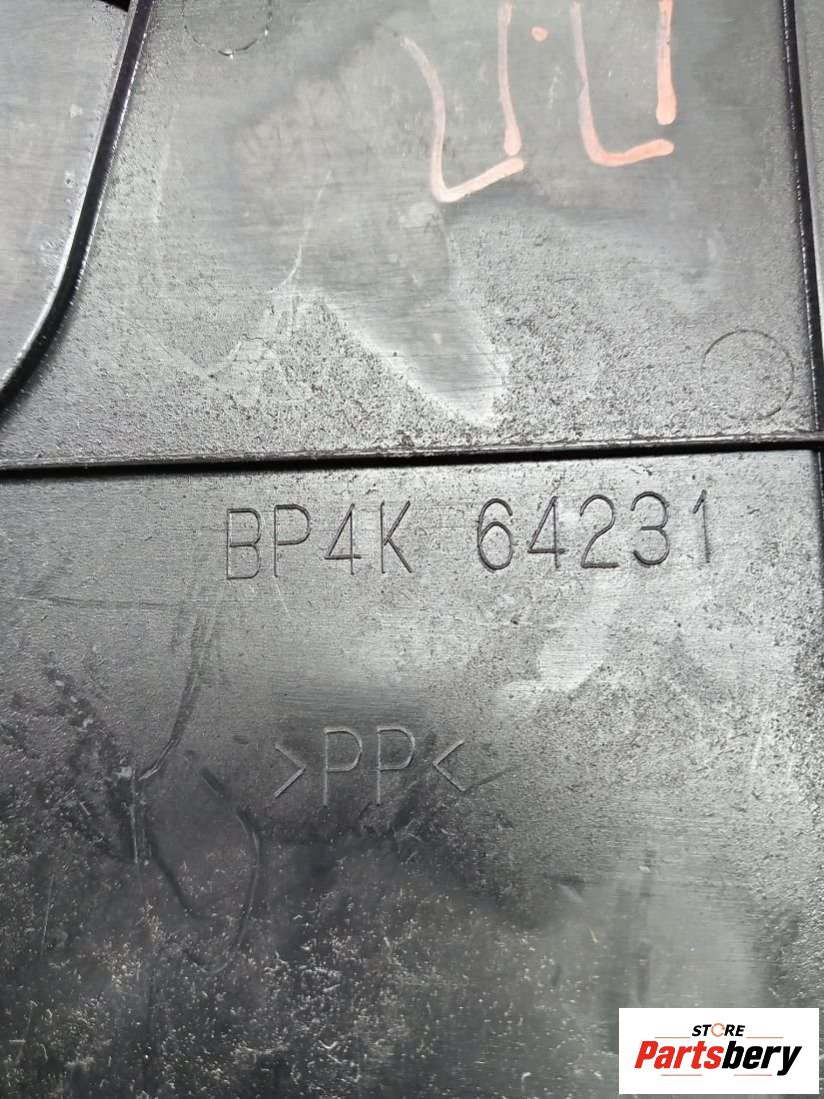 BP4K 64231
>PP<
STORE
Partsbery